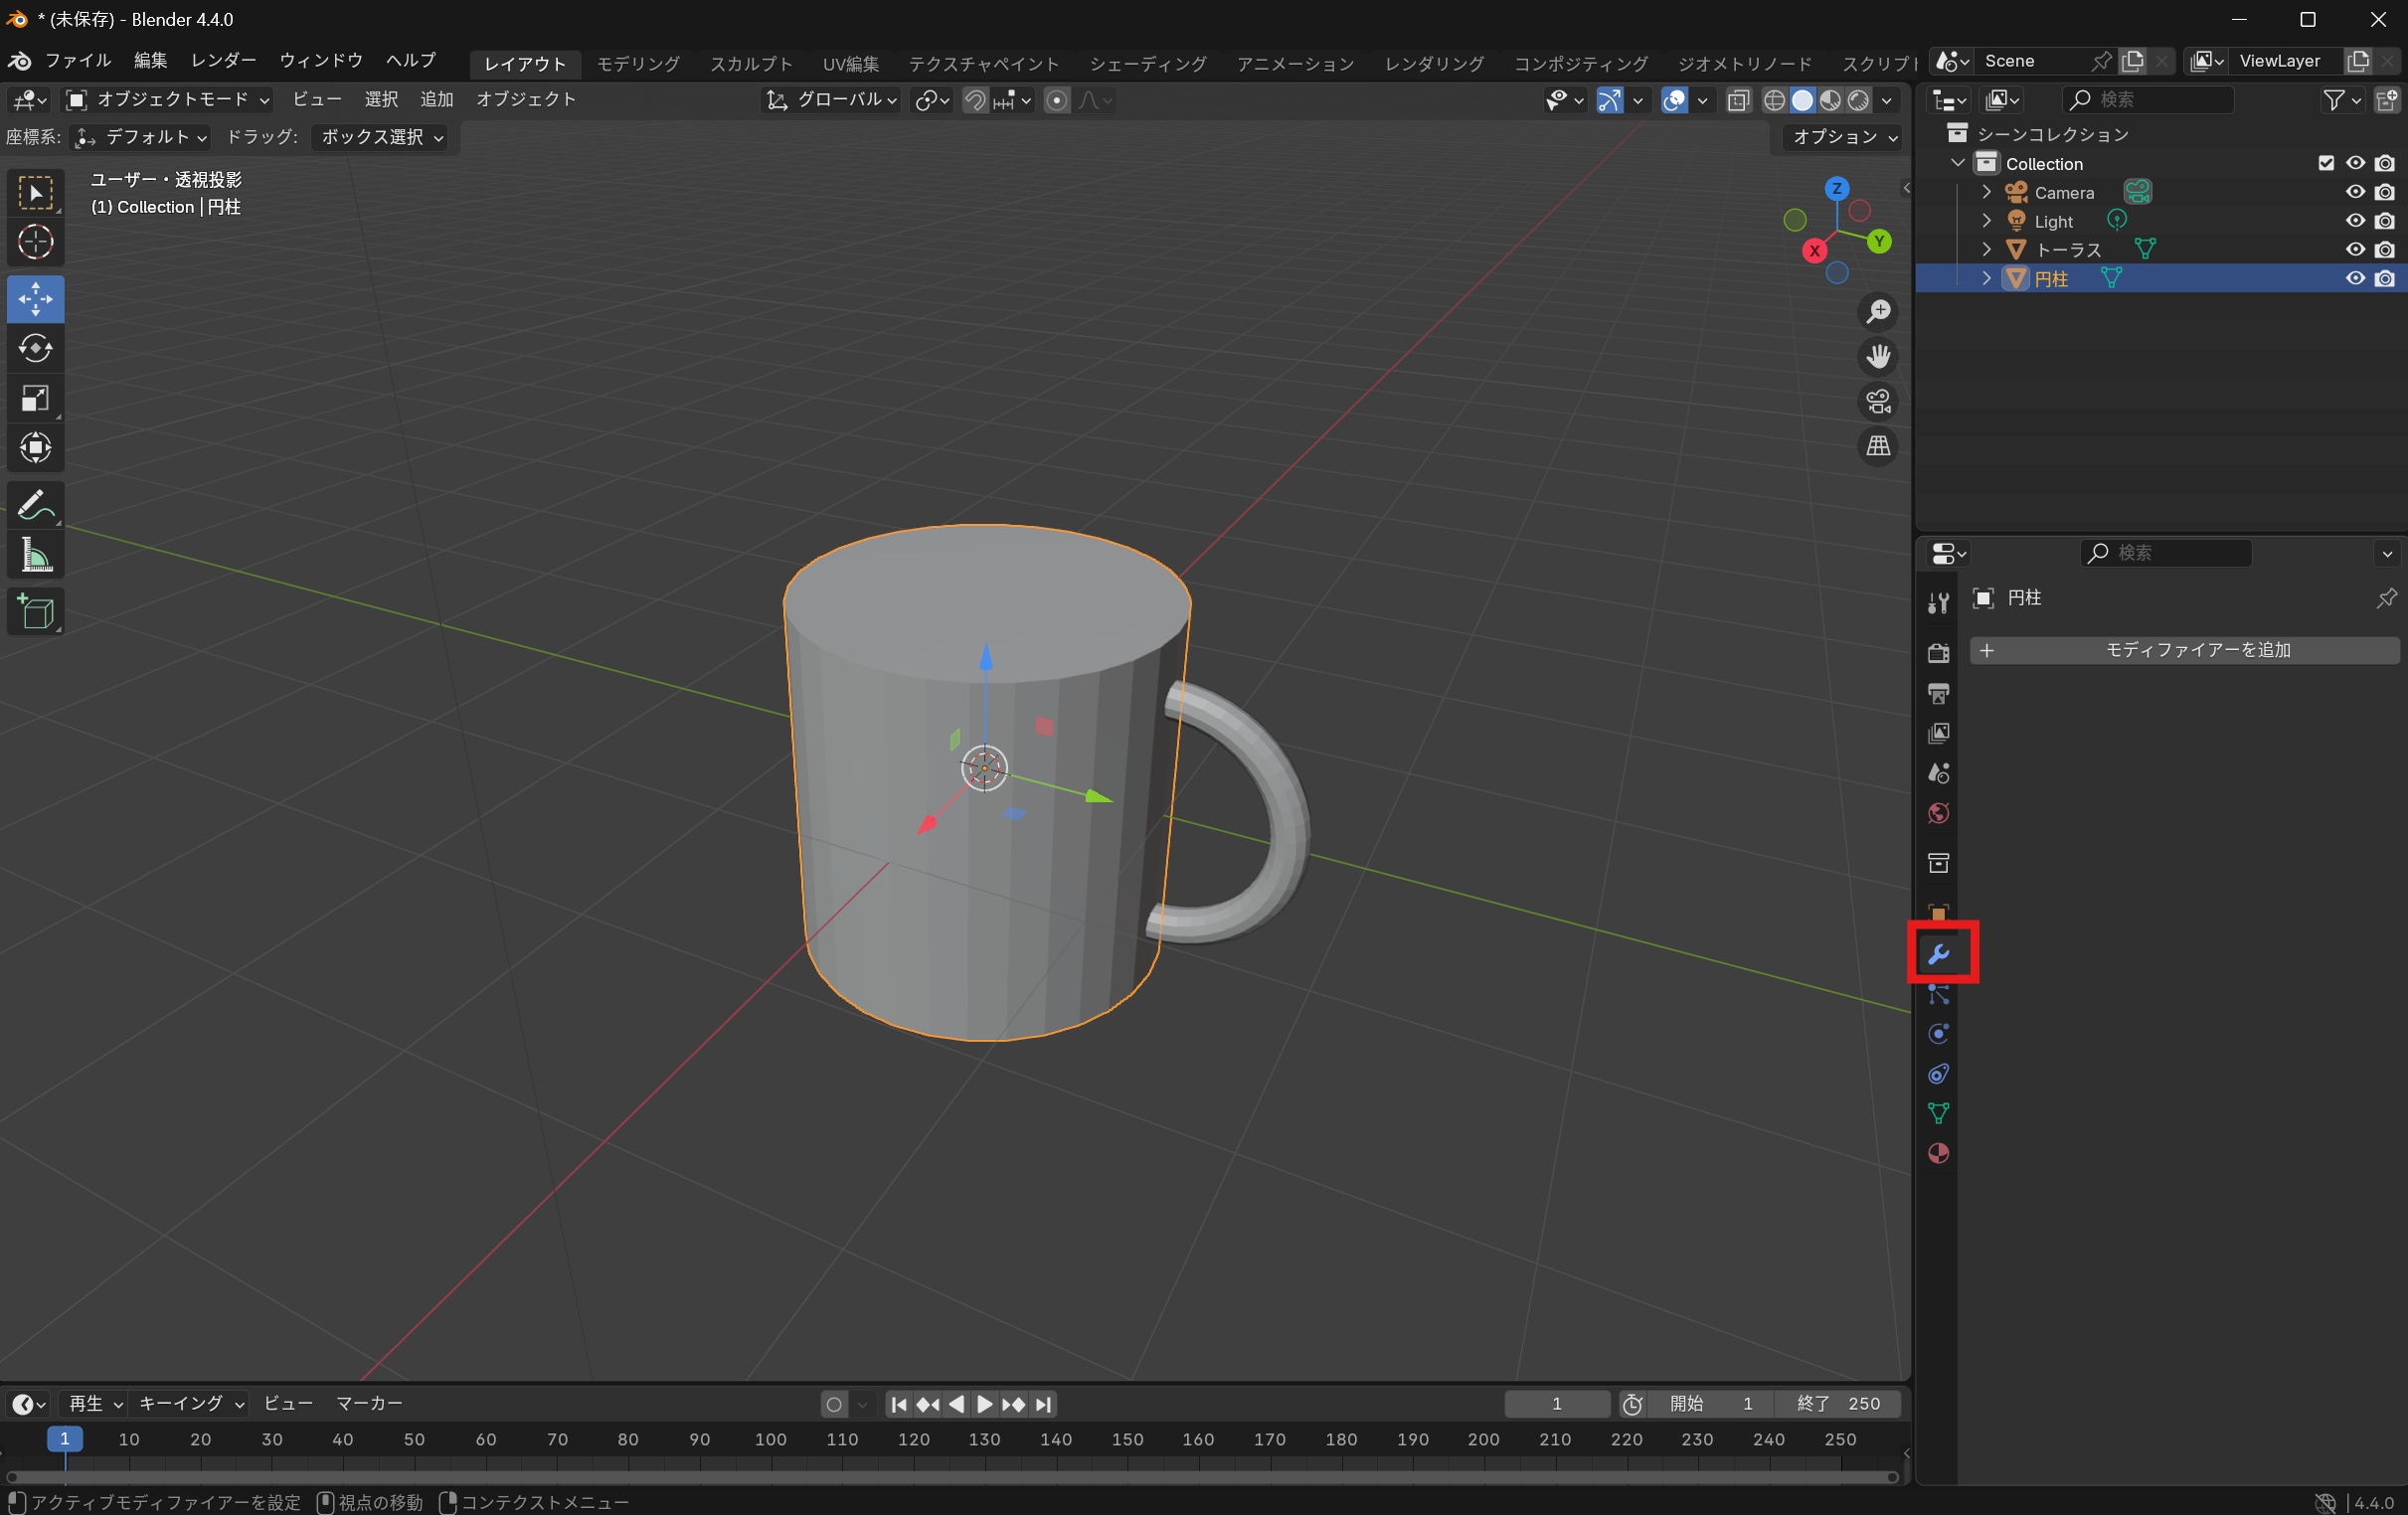 * (未保存) - Blender 4.4.0
ファイル 編集 レンダー ウィンドウ ヘルプ レイアウト モデリング スカルプト UV編集 テクスチャペイント シェーディング アニメーション レンダリング コンポジティング ジオメトリノード スクリプト Scene ViewLayer
オブジェクトモード ビュー 選択 追加 オブジェクト グローバル 検索
座標系: デフォルト ドラッグ: ボックス選択 オプション
ユーザー・透視投影
(1) Collection | 円柱
Z
Y
X
シーンコレクション
Collection
Camera
Light
トーラス
円柱
検索
円柱
モディファイアーを追加
再生 キーイング ビュー マーカー 1 開始 1 終了 250
1 10 20 30 40 50 60 70 80 90 100 110 120 130 140 150 160 170 180 190 200 210 220 230 240 250
アクティブモディファイアーを設定 視点の移動 コンテクストメニュー 4.4.0